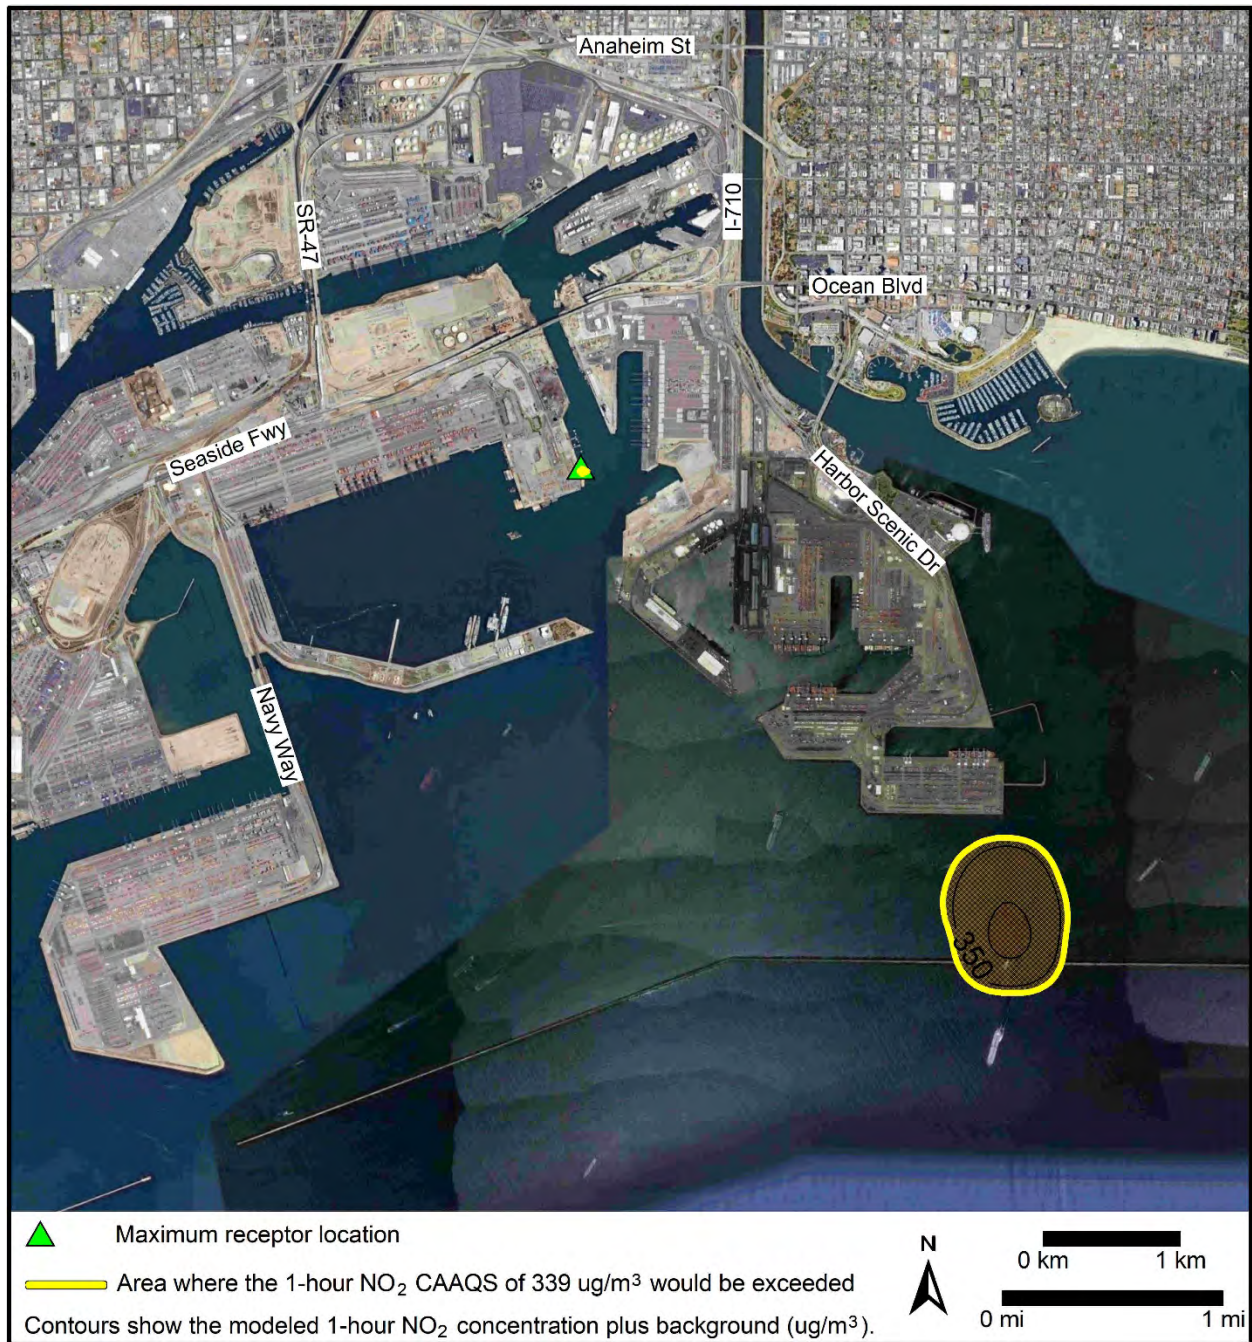 Anaheim St
SR-47
I-710
Ocean Blvd
Seaside Fwy
Harbor Scenic Dr
Navy Way
350
Maximum receptor location
Area where the 1-hour NO₂ CAAQS of 339 ug/m³ would be exceeded
Contours show the modeled 1-hour NO₂ concentration plus background (ug/m³).
N
0 km 1 km
0 mi 1 mi